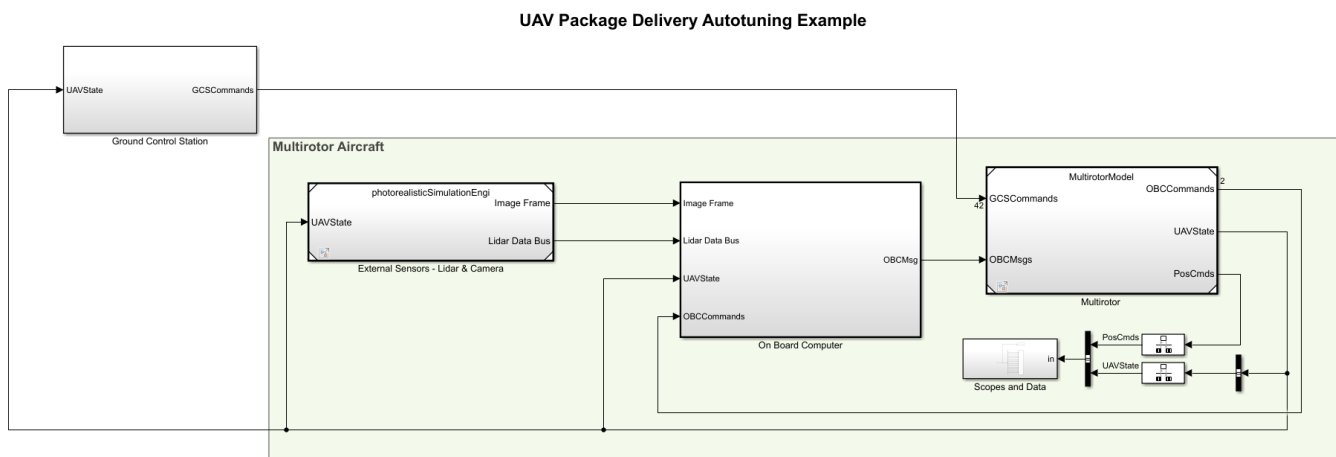 UAV Package Delivery Autotuning Example
UAVState
GCSCommands
Ground Control Station
Multirotor Aircraft
photorealisticSimulationEngi
Image Frame
UAVState
Lidar Data Bus
External Sensors - Lidar & Camera
Image Frame
Lidar Data Bus
UAVState
OBCCommands
OBCMsg
On Board Computer
MultirotorModel
OBCCommands
2
GCSCommands
42
UAVState
OBCMsgs
PosCmds
Multirotor
PosCmds
UAVState
in
Scopes and Data